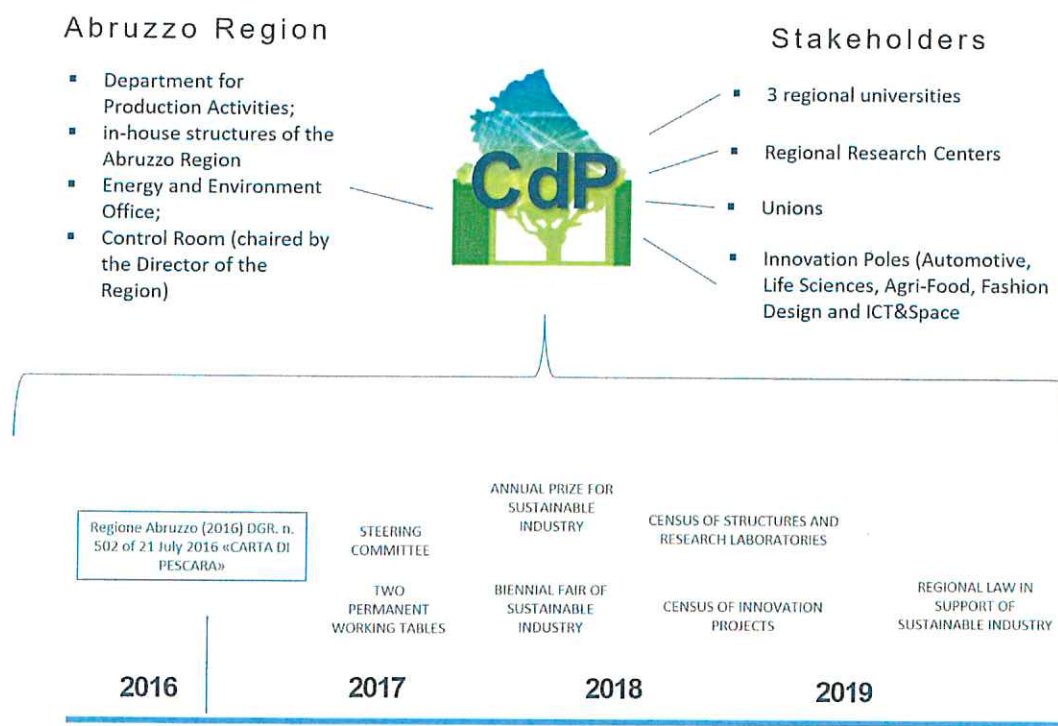 Abruzzo Region
▪ Department for
Production Activities;
▪ in-house structures of the
Abruzzo Region
▪ Energy and Environment
Office;
▪ Control Room (chaired by
the Director of the
Region)
CdP
Stakeholders
▪ 3 regional universities
▪ Regional Research Centers
▪ Unions
▪ Innovation Poles (Automotive,
Life Sciences, Agri-Food, Fashion
Design and ICT&Space
Regione Abruzzo (2016) DGR. n.
502 of 21 July 2016 «CARTA DI
PESCARA»
STEERING
COMMITTEE
TWO
PERMANENT
WORKING TABLES
ANNUAL PRIZE FOR
SUSTAINABLE
INDUSTRY
BIENNIAL FAIR OF
SUSTAINABLE
INDUSTRY
CENSUS OF STRUCTURES AND
RESEARCH LABORATORIES
CENSUS OF INNOVATION
PROJECTS
REGIONAL LAW IN
SUPPORT OF
SUSTAINABLE INDUSTRY
2016
2017
2018
2019